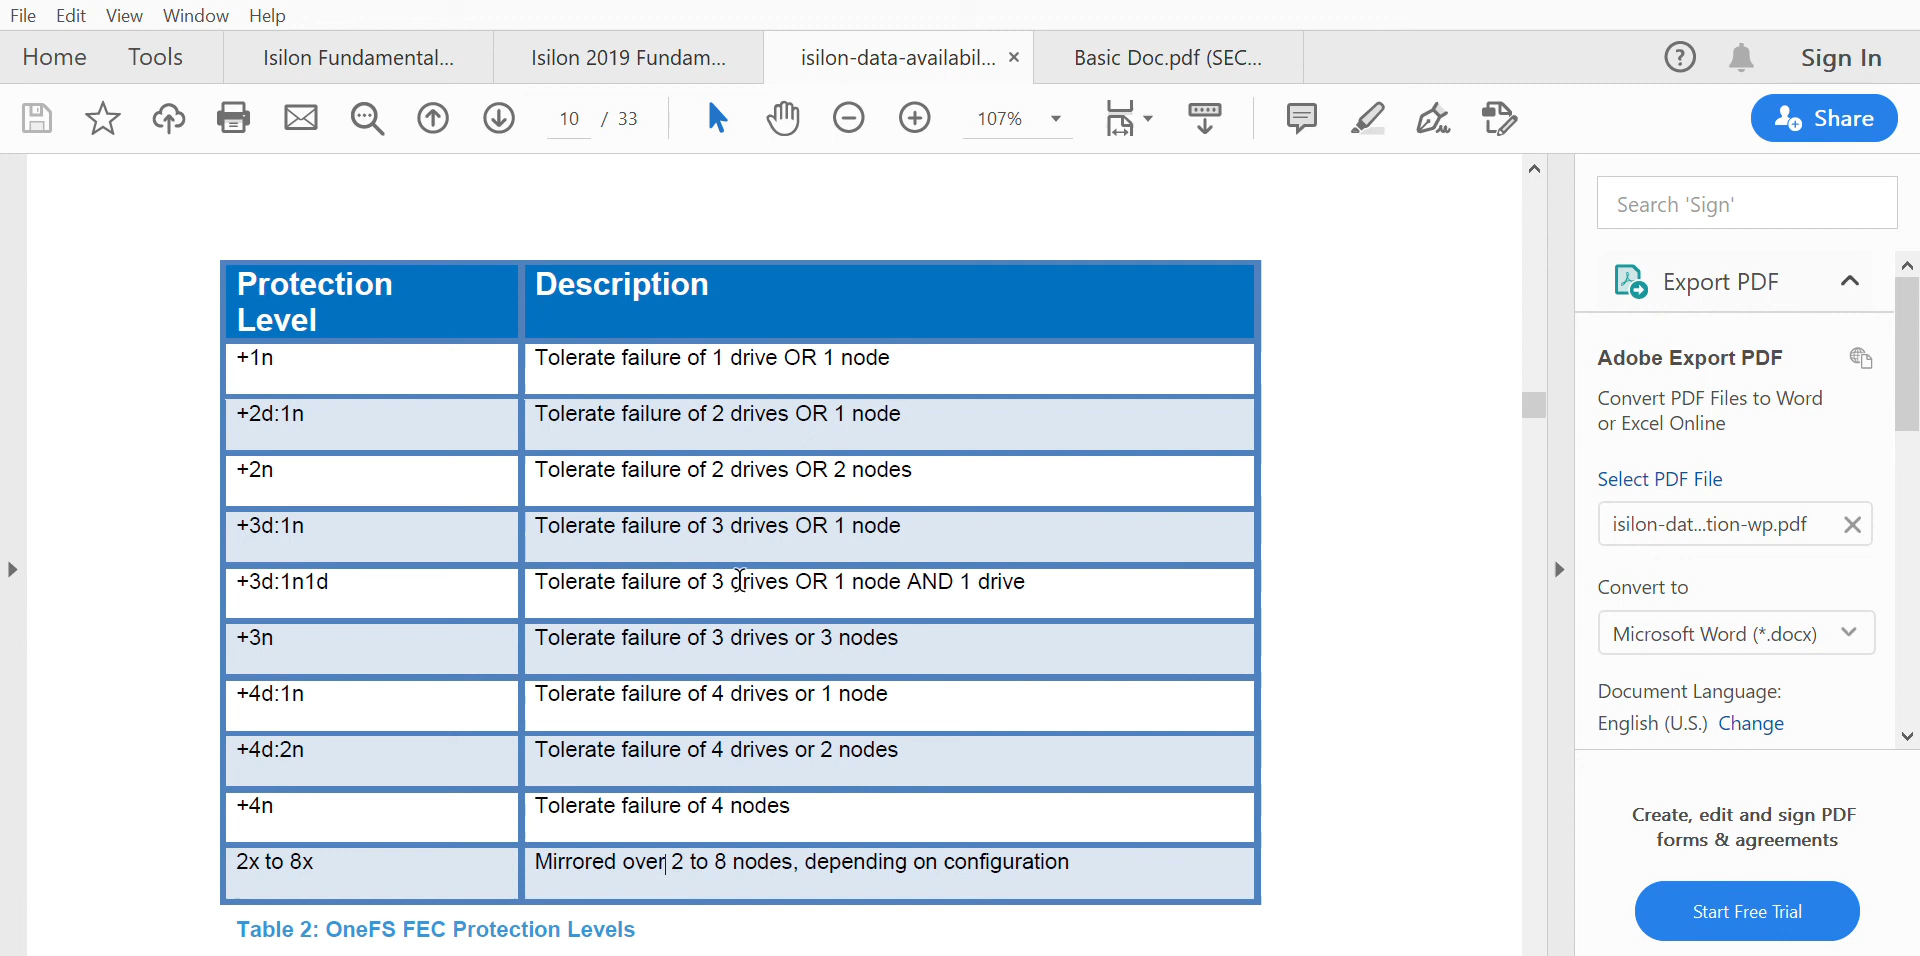 File Edit View Window Help
Home Tools Isilon Fundamental... Isilon 2019 Fundam... isilon-data-availabil... × Basic Doc.pdf (SEC... ? Sign In
10 / 33 107% Share
Search 'Sign'
Export PDF
Adobe Export PDF
Convert PDF Files to Word
or Excel Online
Select PDF File
isilon-dat...tion-wp.pdf
Convert to
Microsoft Word (*.docx)
Document Language:
English (U.S.) Change
Create, edit and sign PDF
forms & agreements
Start Free Trial
Protection
Level
Description
+1n Tolerate failure of 1 drive OR 1 node
+2d:1n Tolerate failure of 2 drives OR 1 node
+2n Tolerate failure of 2 drives OR 2 nodes
+3d:1n Tolerate failure of 3 drives OR 1 node
+3d:1n1d Tolerate failure of 3 drives OR 1 node AND 1 drive
+3n Tolerate failure of 3 drives or 3 nodes
+4d:1n Tolerate failure of 4 drives or 1 node
+4d:2n Tolerate failure of 4 drives or 2 nodes
+4n Tolerate failure of 4 nodes
2x to 8x Mirrored over 2 to 8 nodes, depending on configuration
Table 2: OneFS FEC Protection Levels